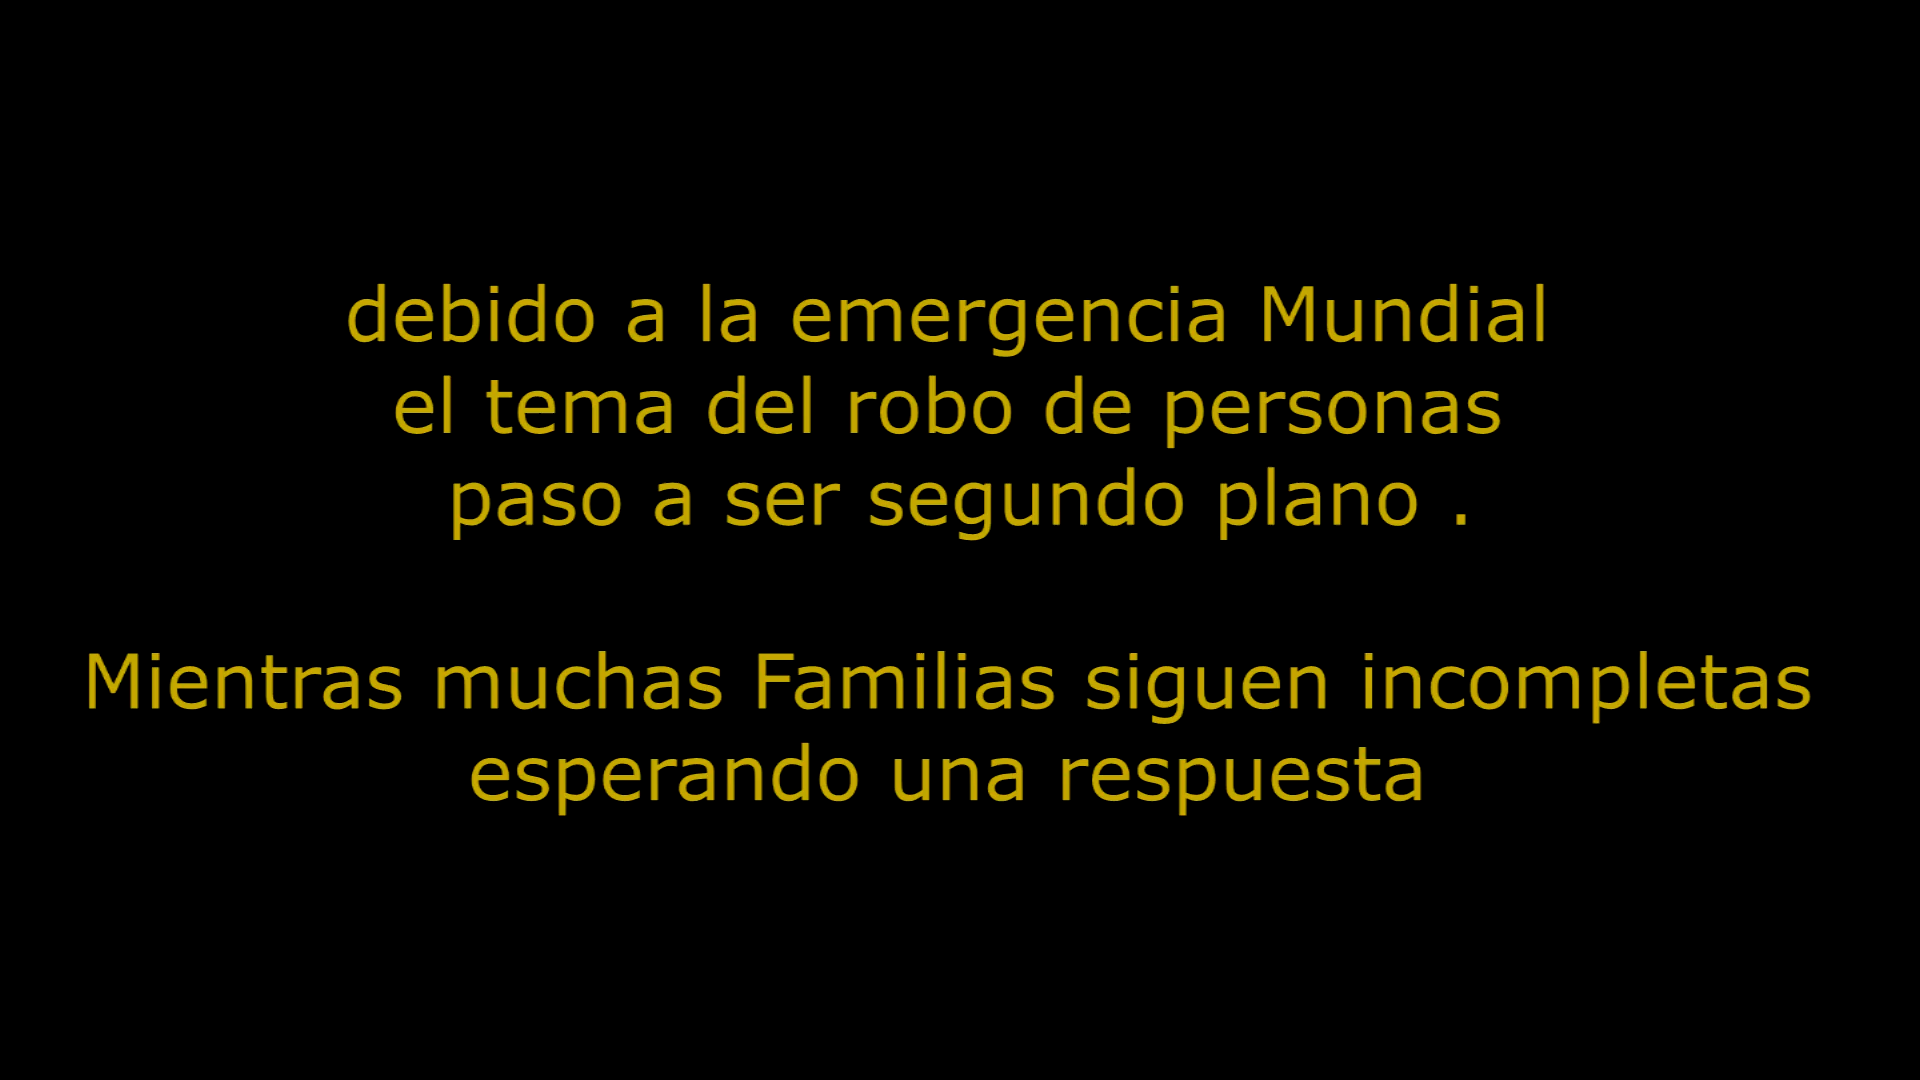 debido a la emergencia Mundial
el tema del robo de personas
paso a ser segundo plano .
Mientras muchas Familias siguen incompletas
esperando una respuesta